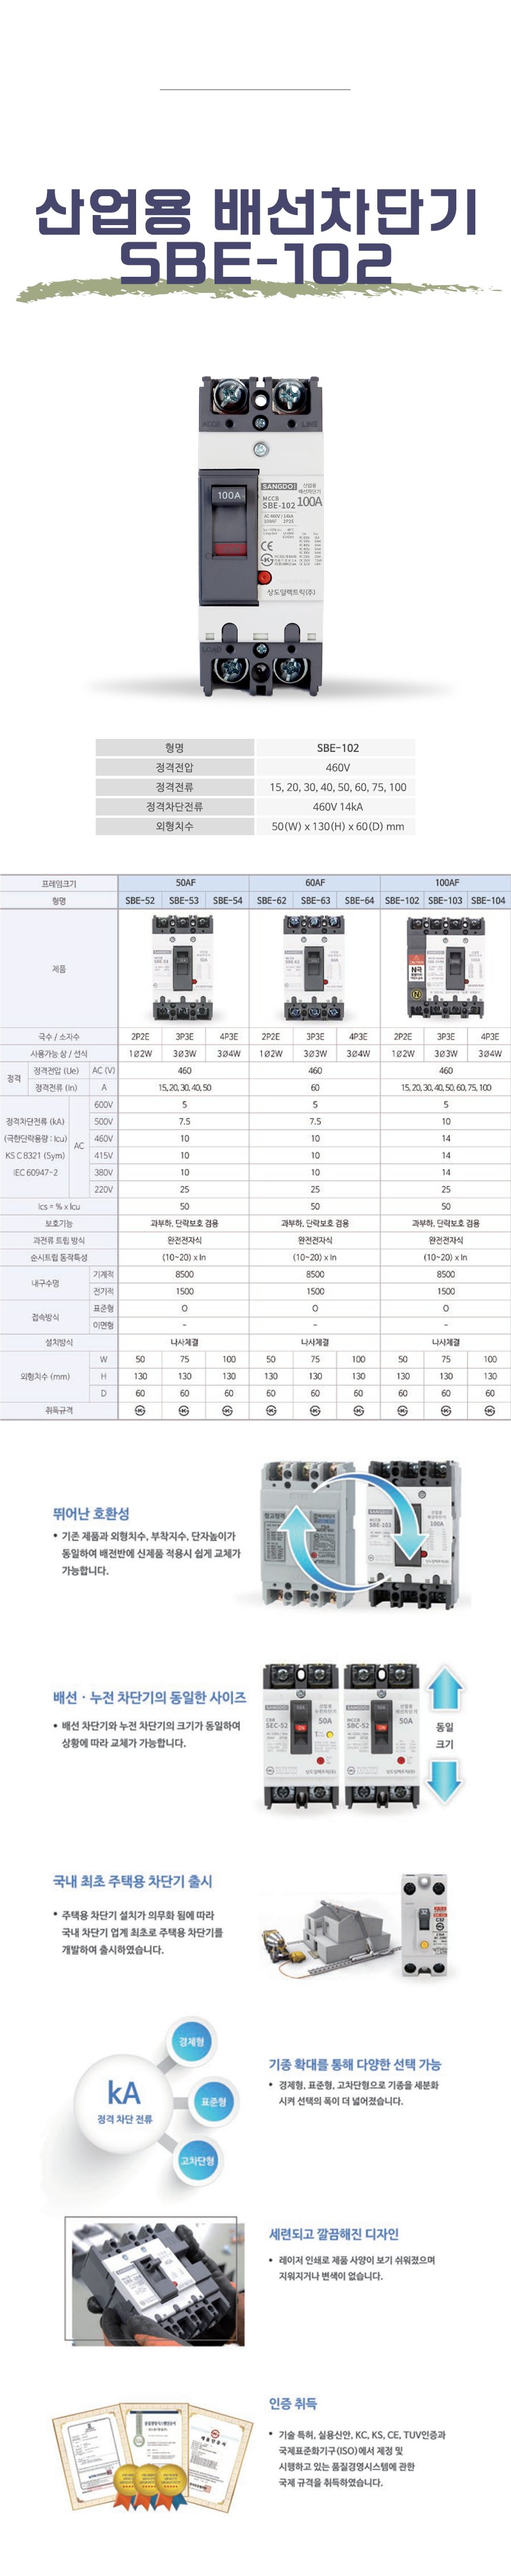 산업용 배선차단기
SBE-102
LINE
100A
SANGDO
산업용
배선차단기
MCCB
SBE-102 100A
AC 460V / 14kA
100AF 2P2E
CE
상도일렉트릭(주)
LOAD
형명 SBE-102
정격전압 460V
정격전류 15, 20, 30, 40, 50, 60, 75, 100
정격차단전류 460V 14kA
외형치수 50(W) x 130(H) x 60(D) mm
프레임크기 50AF 60AF 100AF
형명 SBE-52 SBE-53 SBE-54 SBE-62 SBE-63 SBE-64 SBE-102 SBE-103 SBE-104
제품
N극
국수 / 소자수 2P2E 3P3E 4P3E 2P2E 3P3E 4P3E 2P2E 3P3E 4P3E
사용가능 상 / 선식 1ø2W 3ø3W 3ø4W 1ø2W 3ø3W 3ø4W 1ø2W 3ø3W 3ø4W
정격 정격전압 (Ue) AC (V) 460 460 460
정격전류 (In) A 15, 20, 30, 40, 50 60 15, 20, 30, 40, 50, 60, 75, 100
정격차단전류 (kA)
(극한단락용량 : Icu)
KS C 8321 (Sym)
IEC 60947-2
AC
600V 5 5 5
500V 7.5 7.5 10
460V 10 10 14
415V 10 10 14
380V 10 10 14
220V 25 25 25
Ics = % x Icu 50 50 50
보호기능 과부하, 단락보호 겸용 과부하, 단락보호 겸용 과부하, 단락보호 겸용
과전류 트립 방식 완전전자식 완전전자식 완전전자식
순시트립 동작특성 (10~20) x In (10~20) x In (10~20) x In
내구수명 기계적 8500 8500 8500
전기적 1500 1500 1500
접속방식 표준형 O O O
이면형 - - -
설치방식 나사체결 나사체결 나사체결
외형치수 (mm) W 50 75 100 50 75 100 50 75 100
H 130 130 130 130 130 130 130 130 130
D 60 60 60 60 60 60 60 60 60
취득규격
뛰어난 호환성
• 기존 제품과 외형치수, 부착지수, 단자높이가
동일하여 배전반에 신제품 적용시 쉽게 교체가
가능합니다.
SANGDO
SBE-103
100A
배선 · 누전 차단기의 동일한 사이즈
• 배선 차단기와 누전 차단기의 크기가 동일하여
상황에 따라 교체가 가능합니다.
SEC-52
50A
SBC-52
50A
동일
크기
국내 최초 주택용 차단기 출시
• 주택용 차단기 설치가 의무화 됨에 따라
국내 차단기 업계 최초로 주택용 차단기를
개발하여 출시하였습니다.
32
C32
kA
정격 차단 전류
경제형
표준형
고차단형
기종 확대를 통해 다양한 선택 가능
• 경제형, 표준형, 고차단형으로 기종을 세분화
시켜 선택의 폭이 더 넓어졌습니다.
세련되고 깔끔해진 디자인
• 레이저 인쇄로 제품 사양이 보기 쉬워졌으며
지워지거나 변색이 없습니다.
인증 취득
• 기술 특허, 실용신안, KC, KS, CE, TUV인증과
국제표준화기구(ISO)에서 제정 및
시행하고 있는 품질경영시스템에 관한
국제 규격을 취득하였습니다.